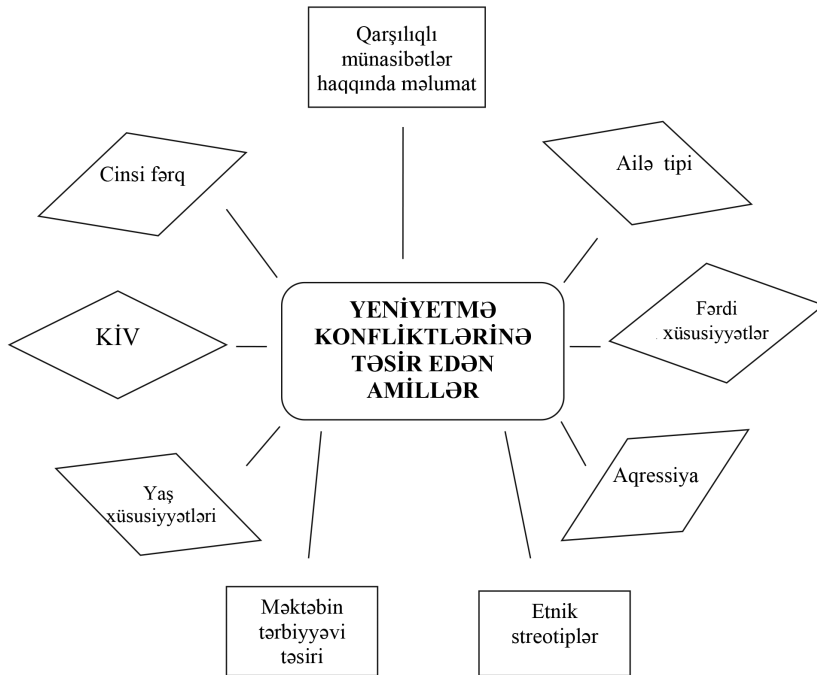 Qarşılıqlı
münasibətlər
haqqında məlumat
Cinsi fərq
Ailə tipi
KİV
YENİYETMƏ
KONFLİKTLƏRİNƏ
TƏSİR EDƏN
AMİLLƏR
Fərdi
xüsusiyyətlər
Yaş
xüsusiyyətləri
Aqressiya
Məktəbin
tərbiyyəvi
təsiri
Etnik
streotiplər